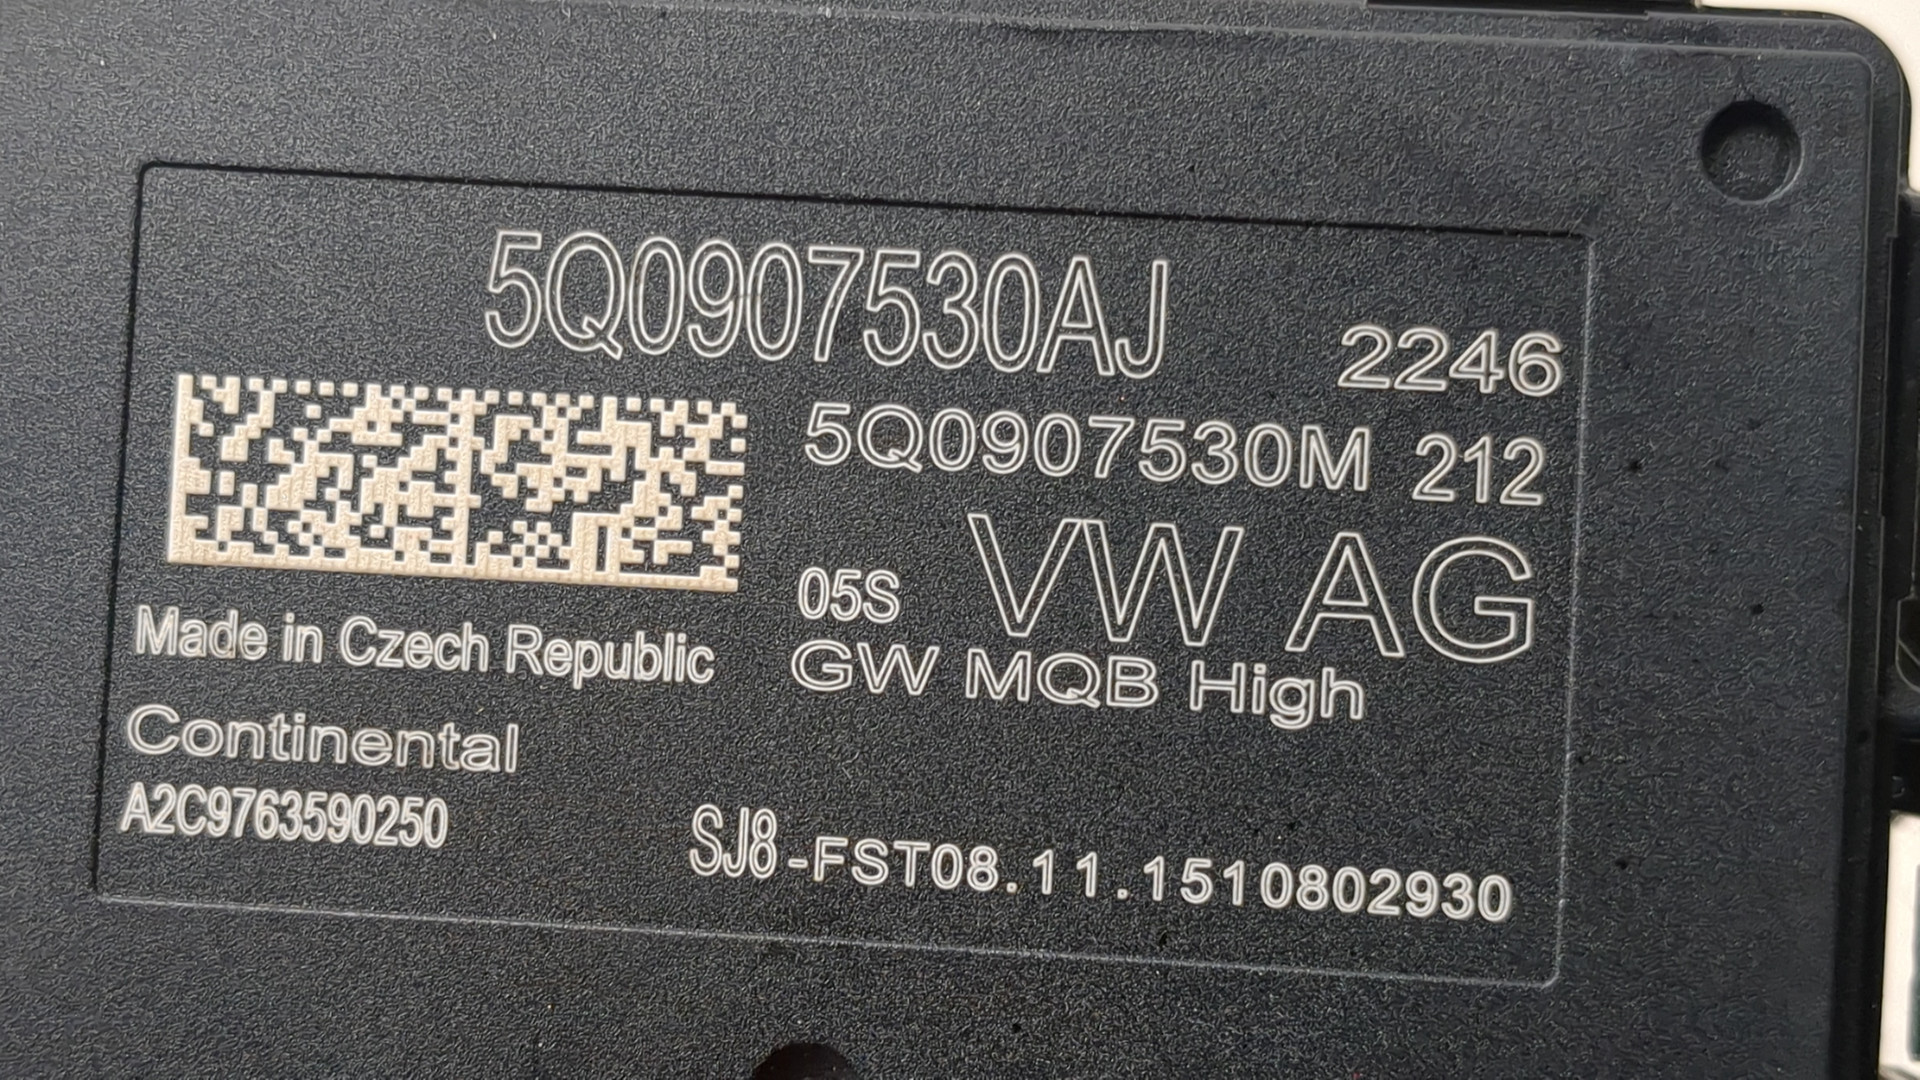 5Q0907530AJ 2246
5Q0907530M 212
05S VW AG
GW MQB High
Made in Czech Republic
Continental
A2C9763590250
SJ8-FST08.11.1510802930